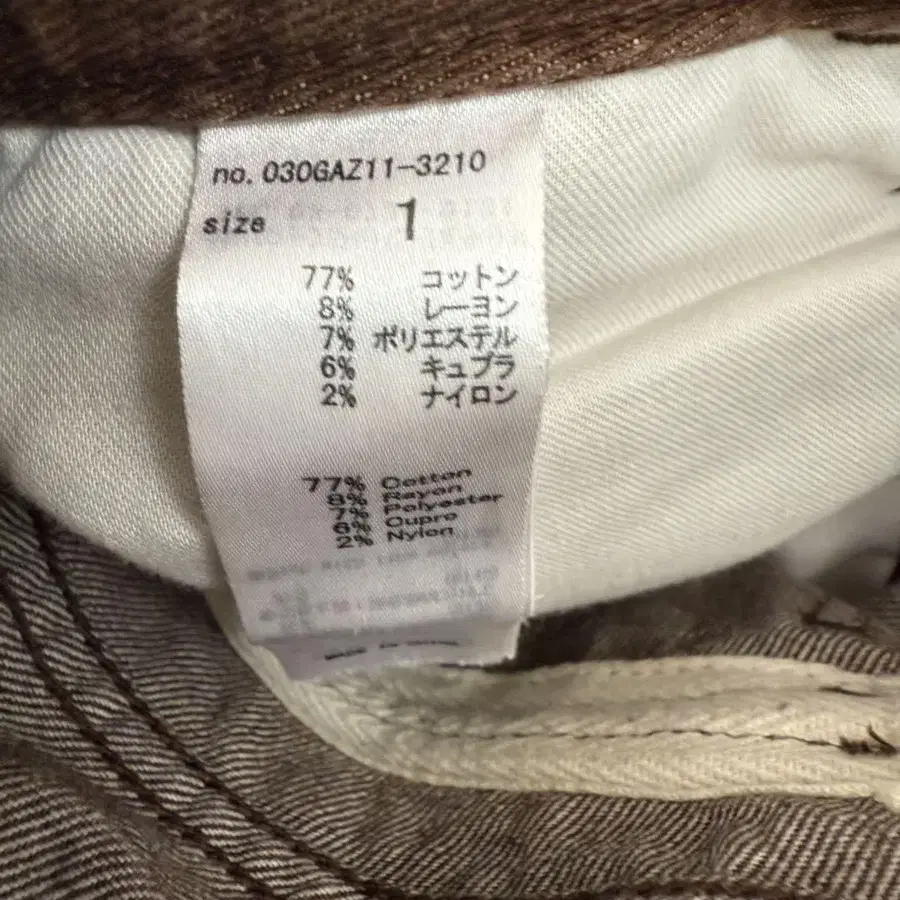 no. 030GAZ11-3210
size 1
77% コットン
8% レーヨン
7% ポリエステル
6% キュプラ
2% ナイロン
77% Cotton
8% Rayon
7% Polyester
6% Cupro
2% Nylon